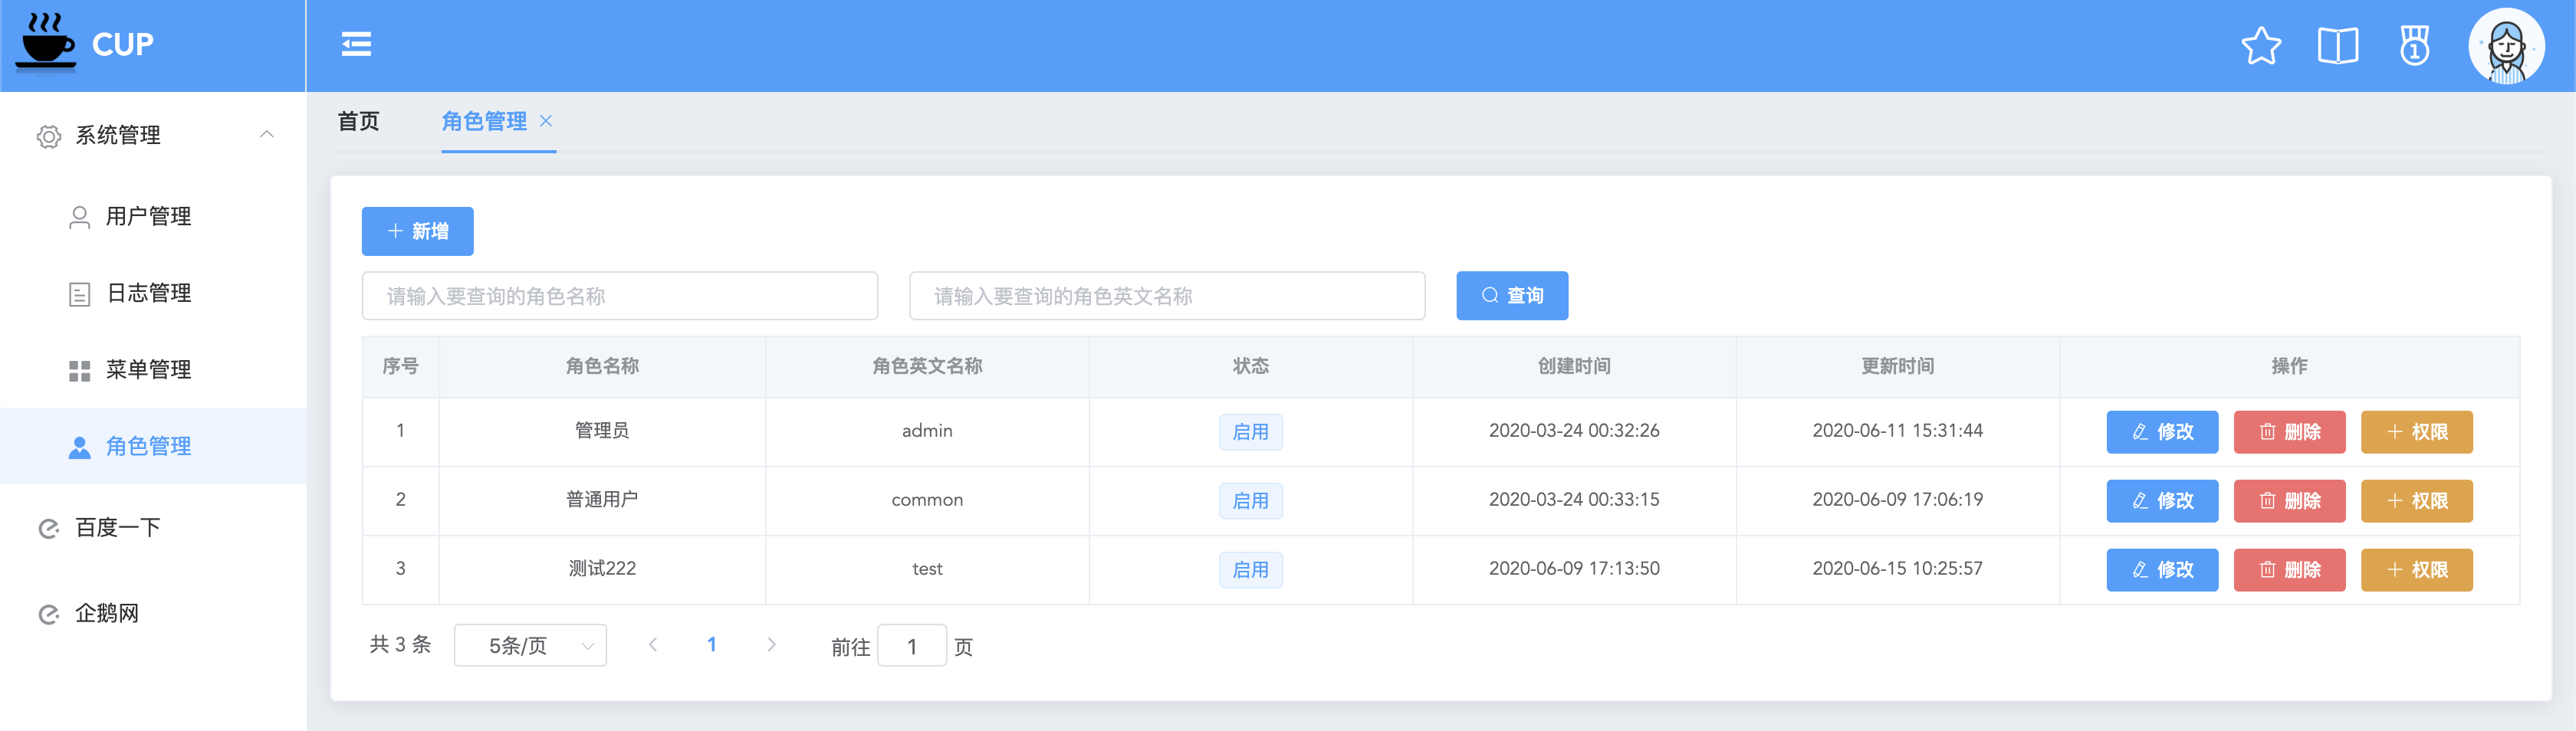 CUP
1
系统管理
用户管理
日志管理
菜单管理
角色管理
百度一下
企鹅网
首页 角色管理
新增
请输入要查询的角色名称 请输入要查询的角色英文名称 查询
序号 角色名称 角色英文名称 状态 创建时间 更新时间 操作
1 管理员 admin 启用 2020-03-24 00:32:26 2020-06-11 15:31:44 修改 删除 权限
2 普通用户 common 启用 2020-03-24 00:33:15 2020-06-09 17:06:19 修改 删除 权限
3 测试222 test 启用 2020-06-09 17:13:50 2020-06-15 10:25:57 修改 删除 权限
共 3 条 5条/页 1 前往 1 页